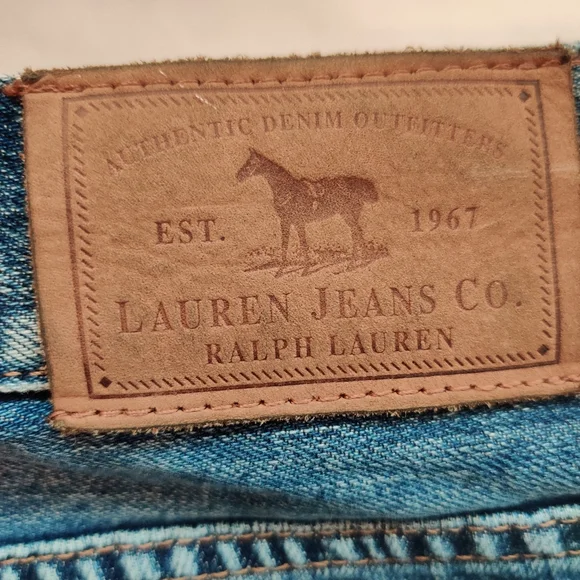 AUTHENTIC DENIM OUTFITTERS
EST. 1967
LAUREN JEANS CO.
RALPH LAUREN